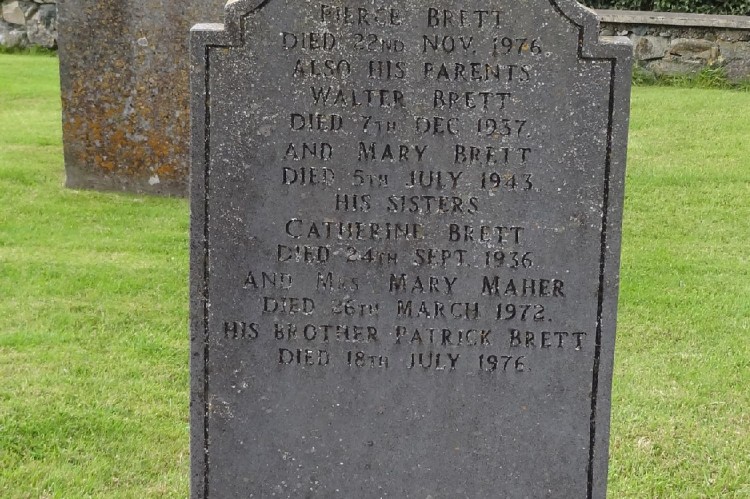 PIERCE BRETT
DIED 22ND NOV. 1976
ALSO HIS PARENTS
WALTER BRETT
DIED 7TH DEC 1937
AND MARY BRETT
DIED 5TH JULY 1943
HIS SISTERS
CATHERINE BRETT
DIED 24TH SEPT. 1936
AND MRS MARY MAHER
DIED 26TH MARCH 1972.
HIS BROTHER PATRICK BRETT
DIED 18TH JULY 1976.